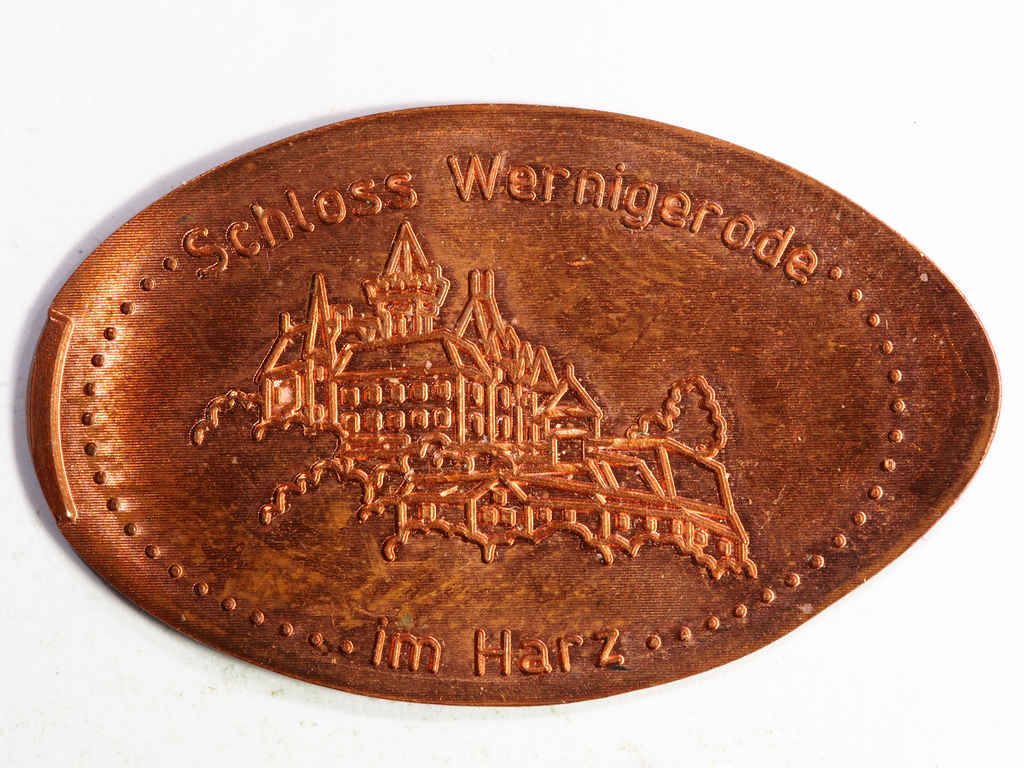 Schloss Wernigerode
im Harz